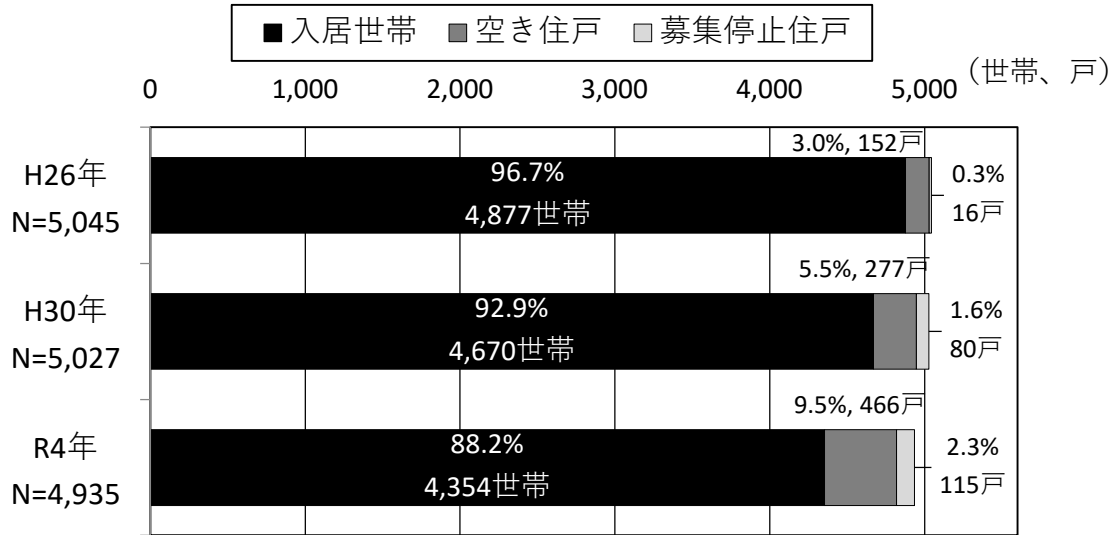 ■入居世帯 ■空き住戸 □募集停止住戸
(世帯、戸)
0 1,000 2,000 3,000 4,000 5,000
H26年
N=5,045
96.7%
4,877世帯
3.0%, 152戸
0.3%
16戸
H30年
N=5,027
92.9%
4,670世帯
5.5%, 277戸
1.6%
80戸
R4年
N=4,935
88.2%
4,354世帯
9.5%, 466戸
2.3%
115戸